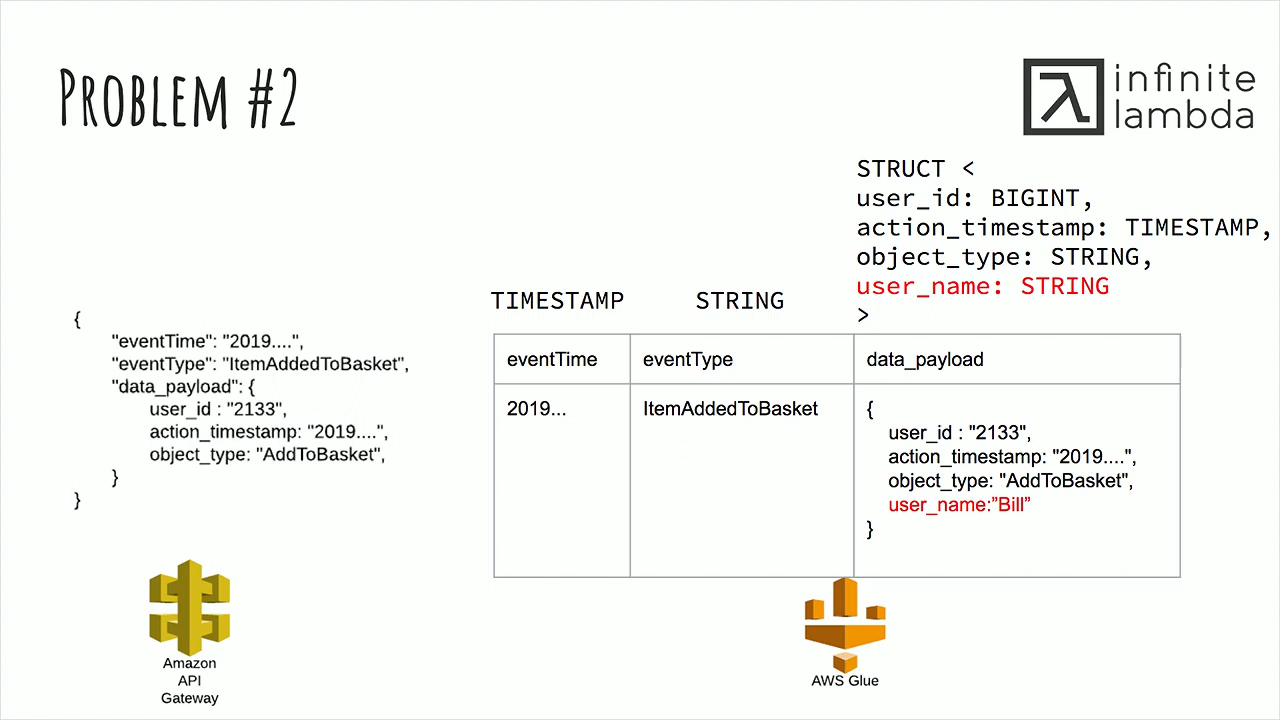 PROBLEM #2
infinite
lambda
STRUCT <
user_id: BIGINT,
action_timestamp: TIMESTAMP,
object_type: STRING,
user_name: STRING
>
TIMESTAMP
STRING
{
"eventTime": "2019....",
"eventType": "ItemAddedToBasket",
"data_payload": {
user_id : "2133",
action_timestamp: "2019....",
object_type: "AddToBasket",
}
}
eventTime
eventType
data_payload
2019...
ItemAddedToBasket
{
user_id : "2133",
action_timestamp: "2019....",
object_type: "AddToBasket",
user_name:”Bill”
}
Amazon
API
Gateway
AWS Glue